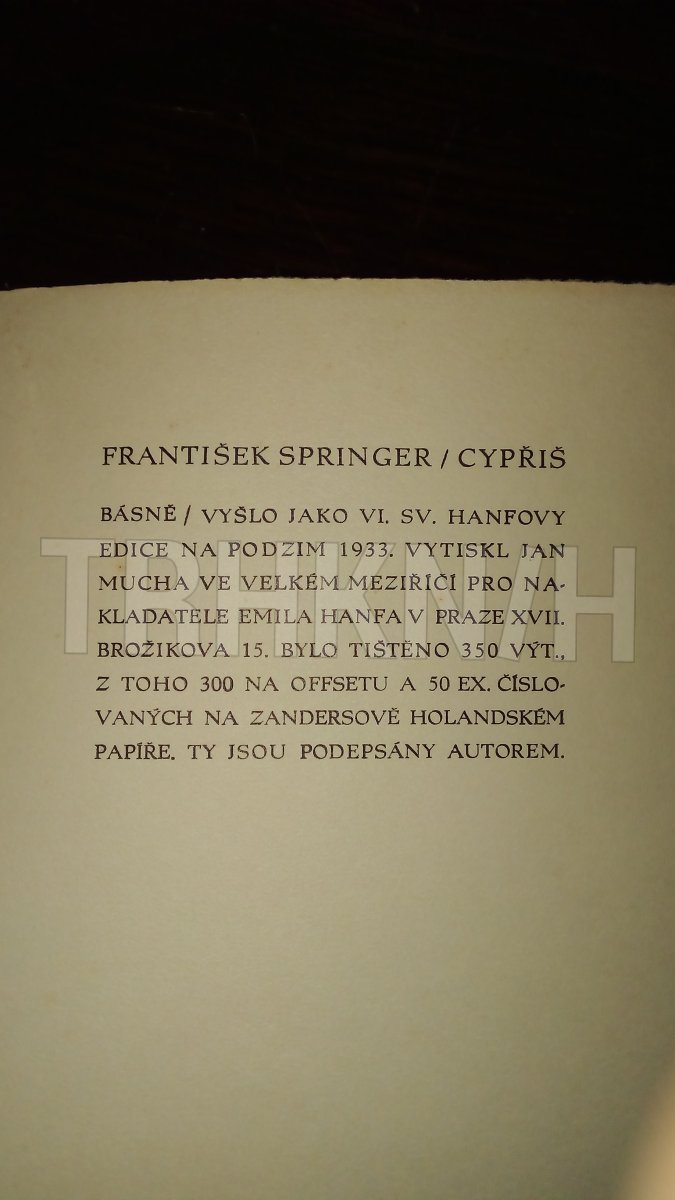 FRANTIŠEK SPRINGER / CYPŘIŠ
BÁSNĚ / VYŠLO JAKO VI. SV. HANFOVY
EDICE NA PODZIM 1933. VYTISKL JAN
MUCHA VE VELKÉM MEZIŘÍČÍ PRO NA-
KLADATELE EMILA HANFA V PRAZE XVII.
BROŽIKOVA 15. BYLO TIŠTĚNO 350 VÝT.,
Z TOHO 300 NA OFFSETU A 50 EX. ČÍSLO-
VANÝCH NA ZANDERSOVĚ HOLANDSKÉM
PAPÍŘE. TY JSOU PODEPSÁNY AUTOREM.
TRHKNIH